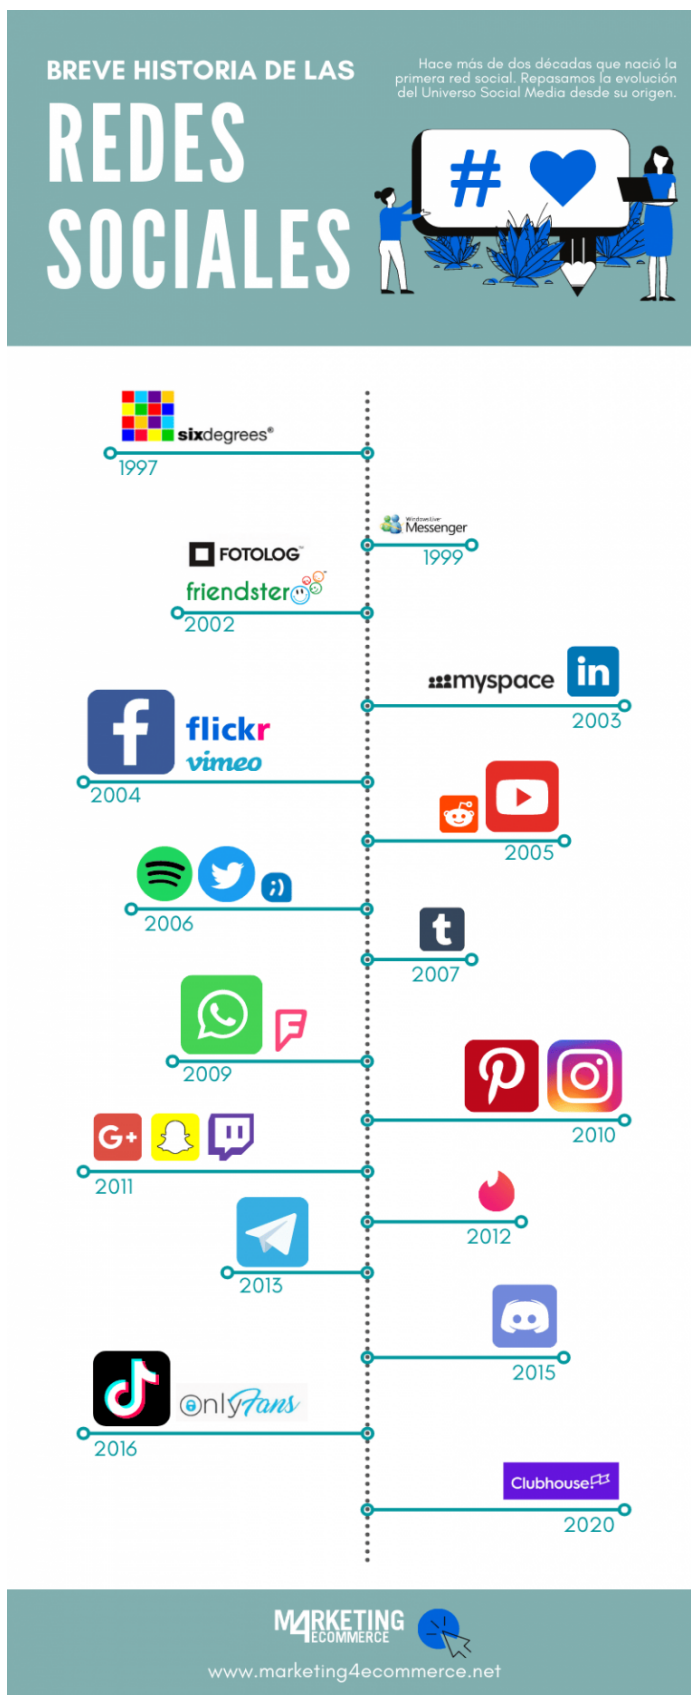 BREVE HISTORIA DE LAS
REDES
SOCIALES
Hace más de dos décadas que nació la
primera red social. Repasamos la evolución
del Universo Social Media desde su origen.
#
sixdegrees®
1997
WindowsLive
Messenger
1999
FOTOLOG™
friendster
2002
myspace
in
2003
f
flickr
vimeo
2004
2005
;)
2006
t
2007
2009
2010
G+
2011
2012
2013
2015
OnlyFans
2016
Clubhouse
2020
M4RKETING
ECOMMERCE
www.marketing4ecommerce.net